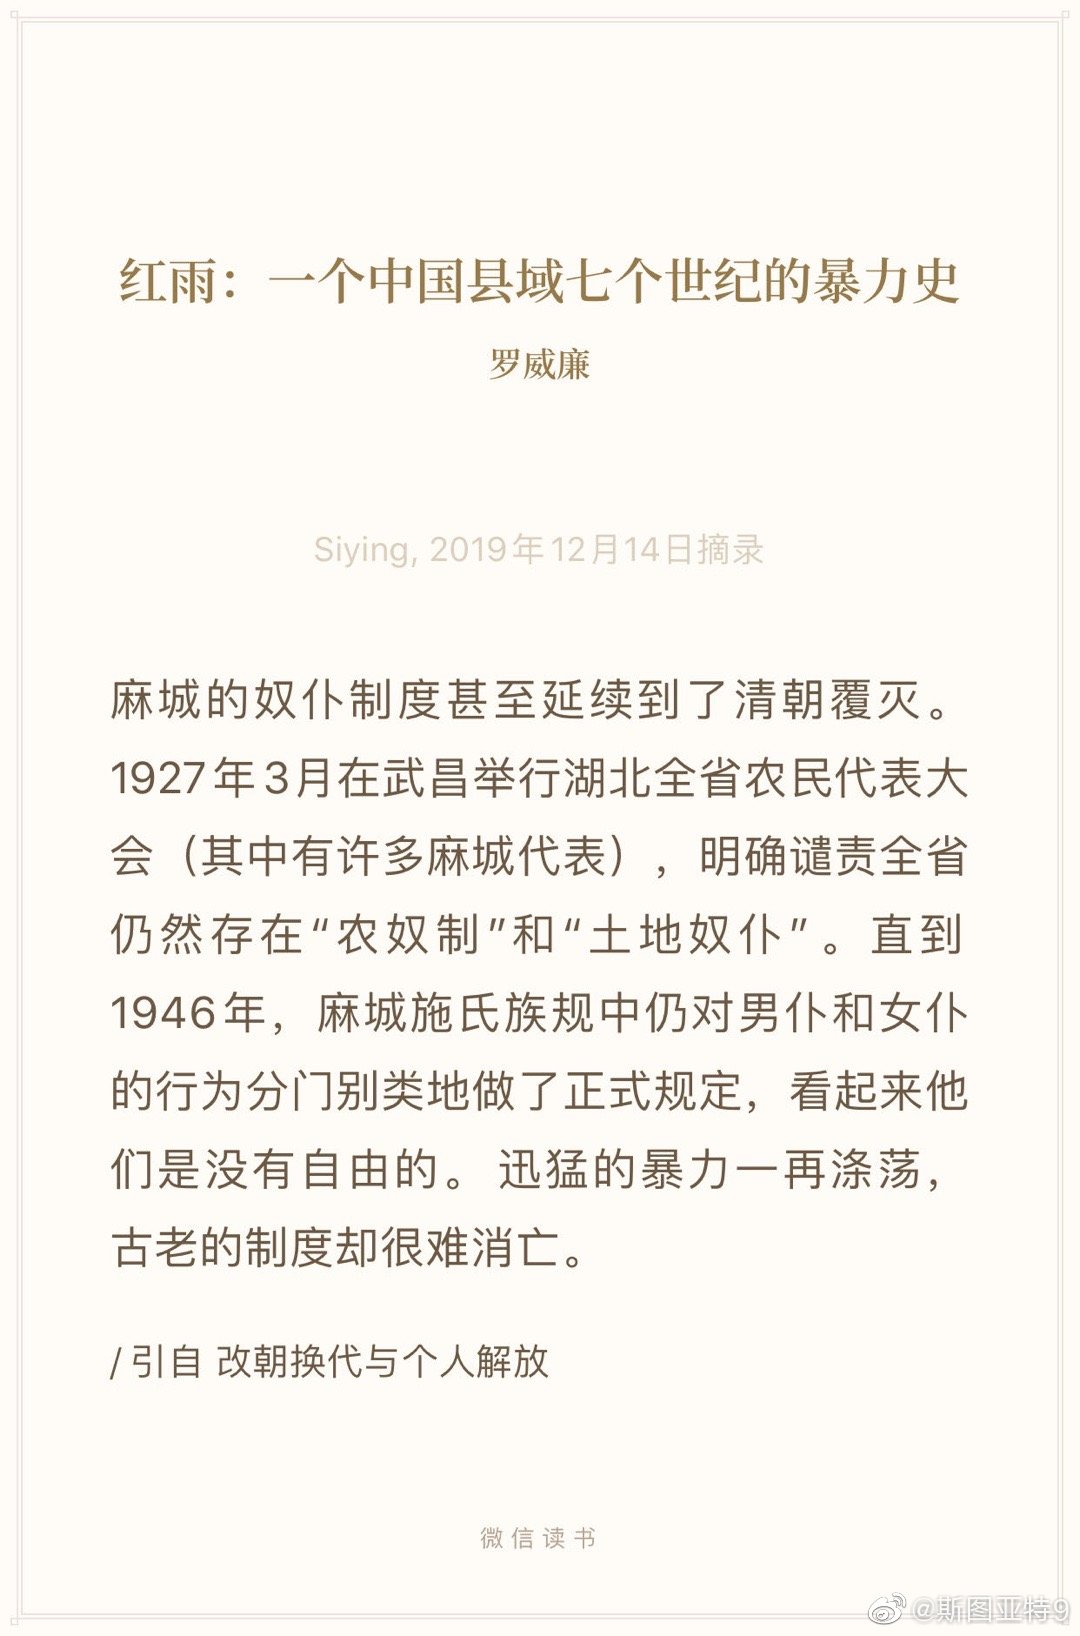 红雨：一个中国县域七个世纪的暴力史
罗威廉
Siying, 2019年12月14日摘录
麻城的奴仆制度甚至延续到了清朝覆灭。
1927年3月在武昌举行湖北全省农民代表大
会（其中有许多麻城代表），明确谴责全省
仍然存在“农奴制”和“土地奴仆”。直到
1946年，麻城施氏族规中仍对男仆和女仆
的行为分门别类地做了正式规定，看起来他
们是没有自由的。 迅猛的暴力一再涤荡，
古老的制度却很难消亡。
/ 引自 改朝换代与个人解放
微信读书
@斯图亚特9